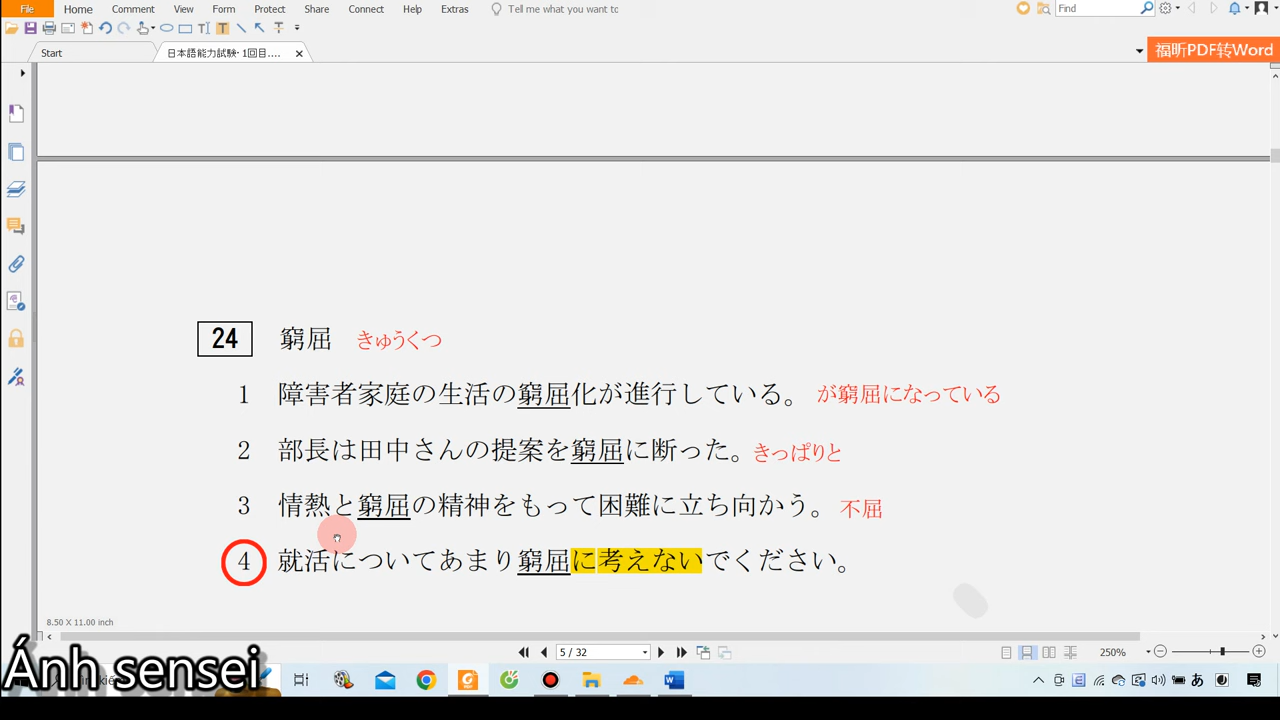 File Home Comment View Form Protect Share Connect Help Extras Tell me what you want to Find
Start 日本語能力試験・1回目.... 福昕PDF转Word
24 窮屈 きゅうくつ
1 障害者家庭の生活の窮屈化が進行している。 が窮屈になっている
2 部長は田中さんの提案を窮屈に断った。 きっぱりと
3 情熱と窮屈の精神をもって困難に立ち向かう。 不屈
4 就活についてあまり窮屈に考えないでください。
8.50 X 11.00 inch
5 / 32 250%
Ánh sensei